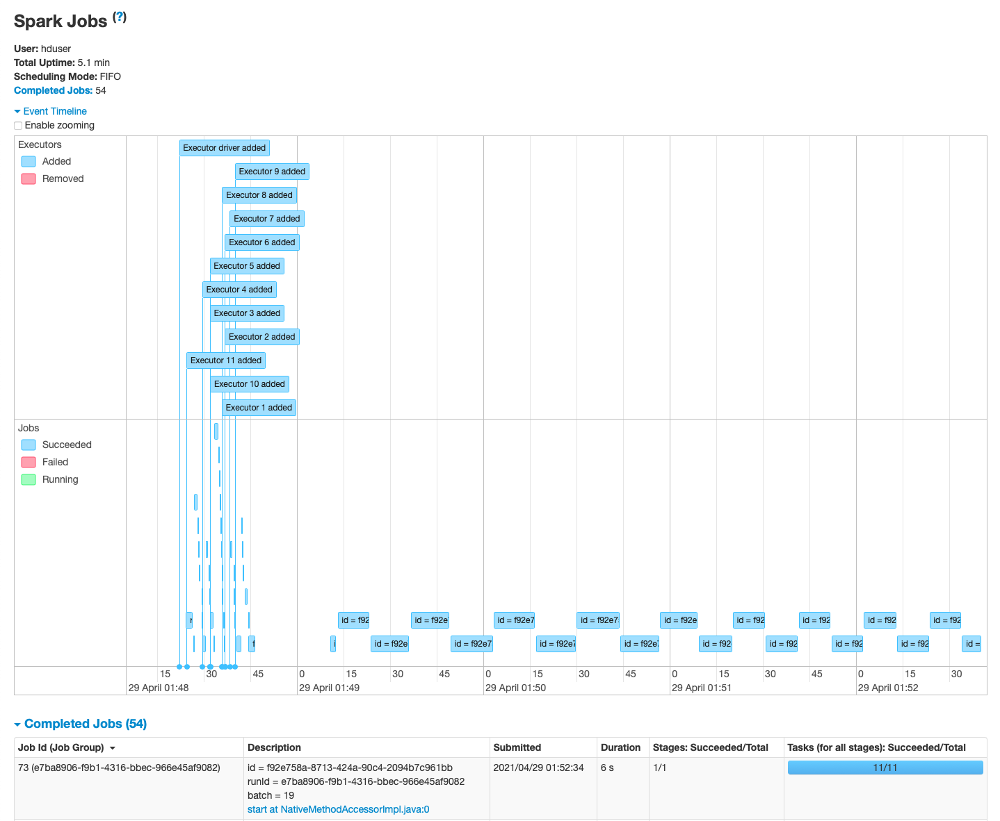 Spark Jobs (?)
User: hduser
Total Uptime: 5.1 min
Scheduling Mode: FIFO
Completed Jobs: 54
Event Timeline
Enable zooming
Executors
Added
Removed
Executor driver added
Executor 9 added
Executor 8 added
Executor 7 added
Executor 6 added
Executor 5 added
Executor 4 added
Executor 3 added
Executor 2 added
Executor 11 added
Executor 10 added
Executor 1 added
Jobs
Succeeded
Failed
Running
id = f92 id = f92e id = f92e7 id = f92e7 id = f92e id = f92 id = f92 id = f92 id = f92
id = f92e id = f92e7 id = f92e7 id = f92e id = f92 id = f92 id = f92 id = f92 id =
15 30 45 0 15 30 45 0 15 30 45 0 15 30 45 0 15 30
29 April 01:48 29 April 01:49 29 April 01:50 29 April 01:51 29 April 01:52
Completed Jobs (54)
Job Id (Job Group) Description Submitted Duration Stages: Succeeded/Total Tasks (for all stages): Succeeded/Total
73 (e7ba8906-f9b1-4316-bbec-966e45af9082) id = f92e758a-8713-424a-90c4-2094b7c961bb 2021/04/29 01:52:34 6 s 1/1 11/11
runId = e7ba8906-f9b1-4316-bbec-966e45af9082
batch = 19
start at NativeMethodAccessorImpl.java:0